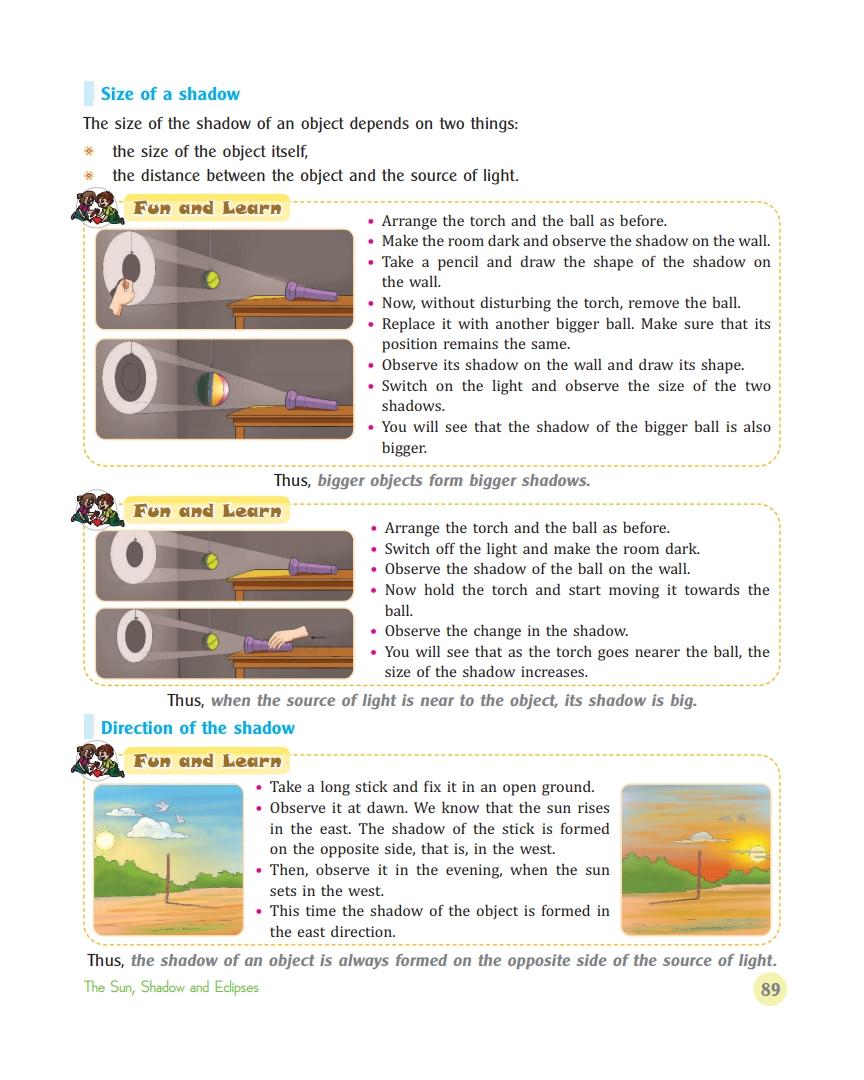 Size of a shadow
The size of the shadow of an object depends on two things:
the size of the object itself,
the distance between the object and the source of light.
Fun and Learn
• Arrange the torch and the ball as before.
• Make the room dark and observe the shadow on the wall.
• Take a pencil and draw the shape of the shadow on
the wall.
• Now, without disturbing the torch, remove the ball.
• Replace it with another bigger ball. Make sure that its
position remains the same.
• Observe its shadow on the wall and draw its shape.
• Switch on the light and observe the size of the two
shadows.
• You will see that the shadow of the bigger ball is also
bigger.
Thus, bigger objects form bigger shadows.
Fun and Learn
• Arrange the torch and the ball as before.
• Switch off the light and make the room dark.
• Observe the shadow of the ball on the wall.
• Now hold the torch and start moving it towards the
ball.
• Observe the change in the shadow.
• You will see that as the torch goes nearer the ball, the
size of the shadow increases.
Thus, when the source of light is near to the object, its shadow is big.
Direction of the shadow
Fun and Learn
• Take a long stick and fix it in an open ground.
• Observe it at dawn. We know that the sun rises
in the east. The shadow of the stick is formed
on the opposite side, that is, in the west.
• Then, observe it in the evening, when the sun
sets in the west.
• This time the shadow of the object is formed in
the east direction.
Thus, the shadow of an object is always formed on the opposite side of the source of light.
The Sun, Shadow and Eclipses
89